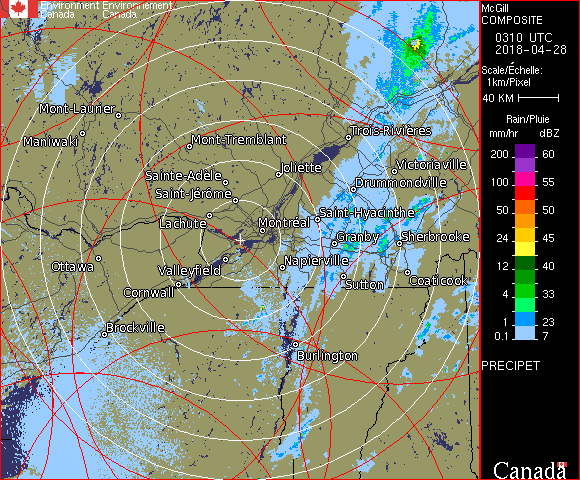 Environment Environnement
Canada Canada
McGill
COMPOSITE
0310 UTC
2018-04-28
Scale/Échelle:
1km/Pixel
40 KM
Rain/Pluie
mm/hr dBZ
200 60
100 55
50 50
24 45
12 40
4 33
1 23
0.1 7
PRECIPET
Canada
Mont-Laurier
Maniwaki
Mont-Tremblant
Trois-Rivières
Sainte-Adèle
Joliette
Victoriaville
Saint-Jérôme
Drummondville
Lachute
Montréal
Saint-Hyacinthe
Granby
Sherbrooke
Ottawa
Valleyfield
Napierville
Cornwall
Sutton
Coaticook
Brockville
Burlington